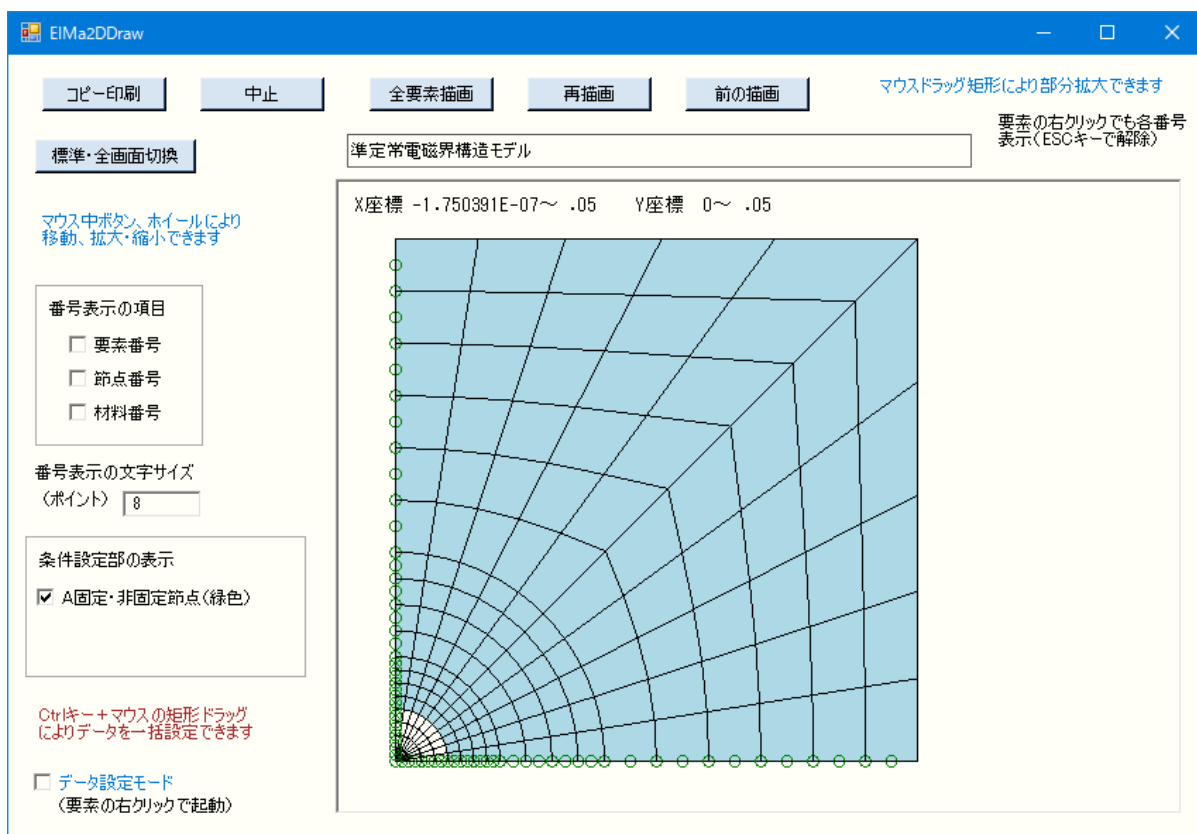 ElMa2DDraw
コピー印刷
中止
全要素描画
再描画
前の描画
マウスドラッグ矩形により部分拡大できます
要素の右クリックでも各番号
表示(ESCキーで解除)
標準・全画面切換
準定常電磁界構造モデル
マウス中ボタン、ホイールにより
移動、拡大・縮小できます
X座標 -1.750391E-07～ .05 Y座標 0～ .05
番号表示の項目
要素番号
節点番号
材料番号
番号表示の文字サイズ
(ポイント) 8
条件設定部の表示
A固定・非固定節点(緑色)
Ctrlキー+マウスの矩形ドラッグ
によりデータを一括設定できます
データ設定モード
(要素の右クリックで起動)